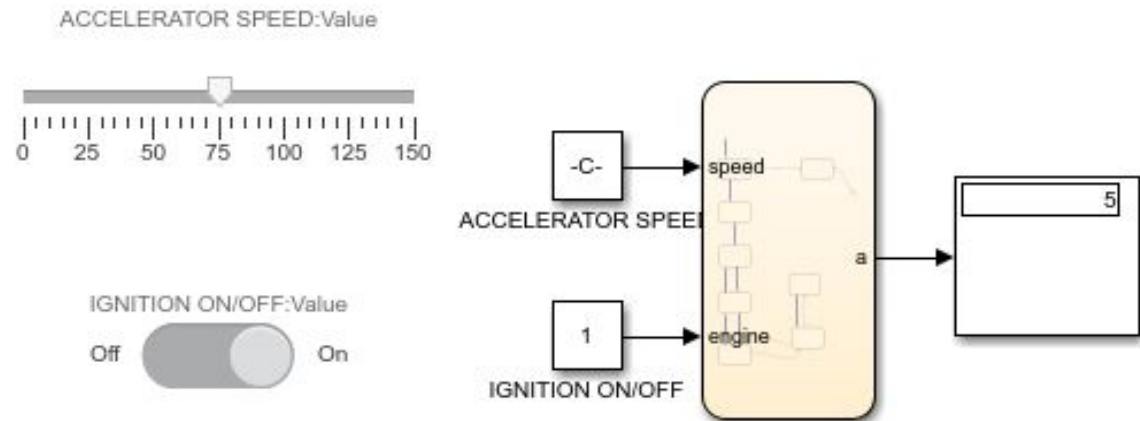 ACCELERATOR SPEED:Value
0 25 50 75 100 125 150
IGNITION ON/OFF:Value
Off On
-C-
ACCELERATOR SPEED
1
IGNITION ON/OFF
speed
engine
a
5